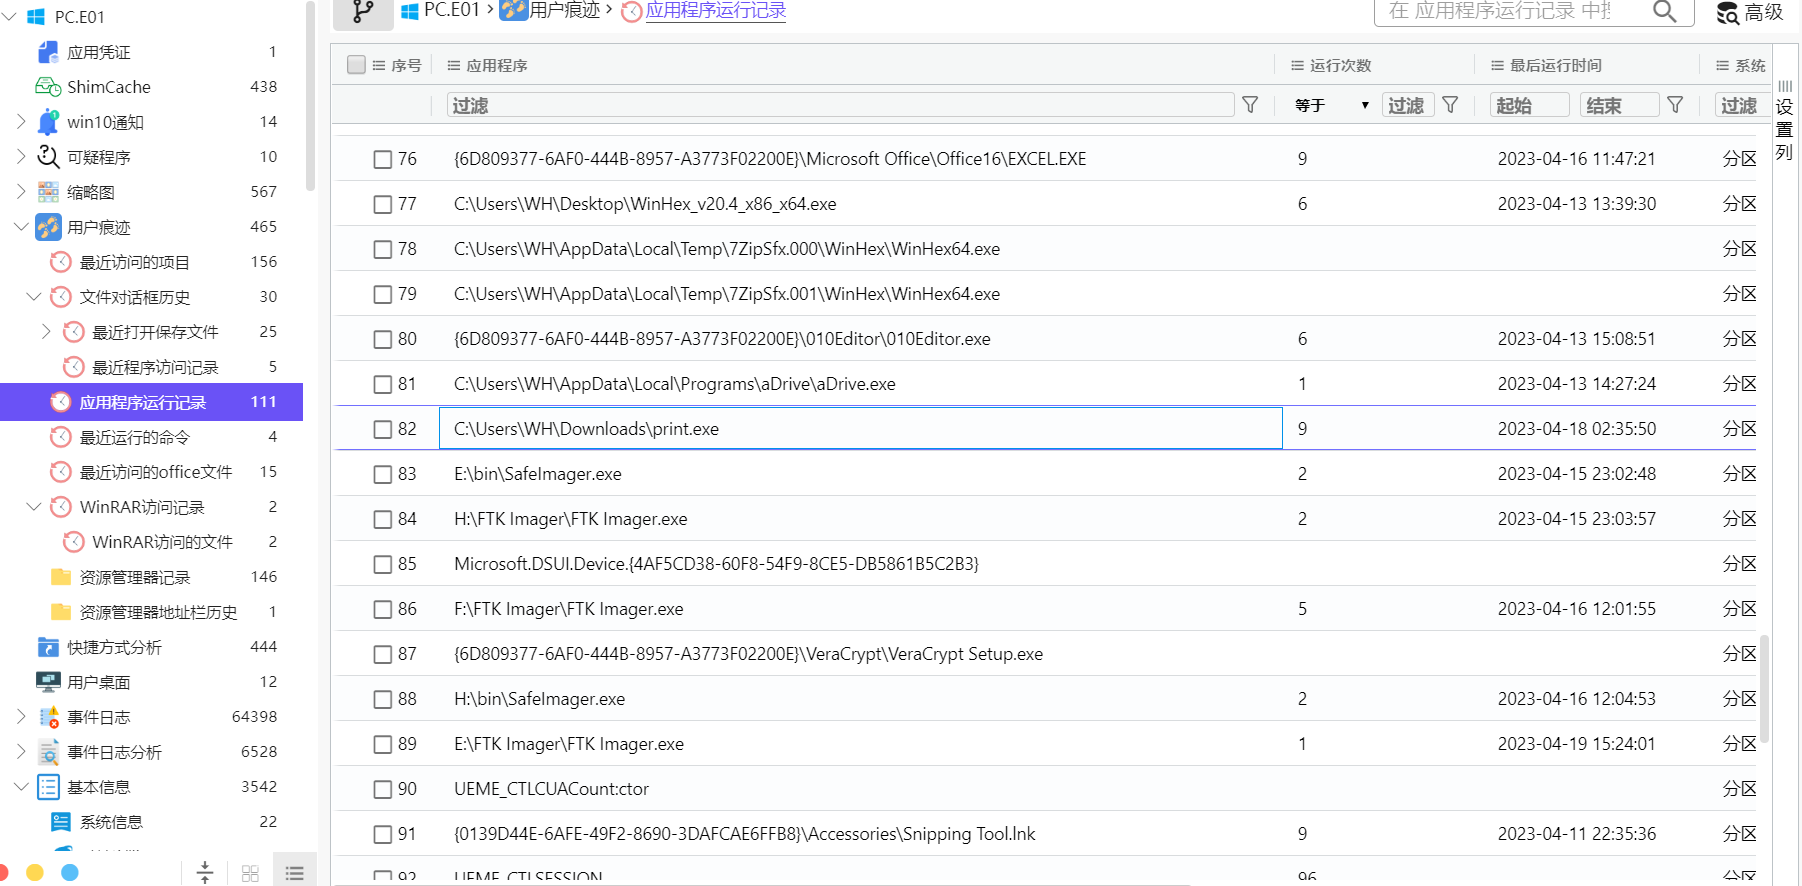 PC.E01
应用凭证 1
ShimCache 438
win10通知 14
可疑程序 10
缩略图 567
用户痕迹 465
最近访问的项目 156
文件对话框历史 30
最近打开保存文件 25
最近程序访问记录 5
应用程序运行记录 111
最近运行的命令 4
最近访问的office文件 15
WinRAR访问记录 2
WinRAR访问的文件 2
资源管理器记录 146
资源管理器地址栏历史 1
快捷方式分析 444
用户桌面 12
事件日志 64398
事件日志分析 6528
基本信息 3542
系统信息 22
PC.E01 › 用户痕迹 › 应用程序运行记录
在 应用程序运行记录 中 高级
序号 应用程序 运行次数 最后运行时间 系统
过滤 等于 过滤 起始 结束 过滤
设置列
76 {6D809377-6AF0-444B-8957-A3773F02200E}\Microsoft Office\Office16\EXCEL.EXE 9 2023-04-16 11:47:21 分区
77 C:\Users\WH\Desktop\WinHex_v20.4_x86_x64.exe 6 2023-04-13 13:39:30 分区
78 C:\Users\WH\AppData\Local\Temp\7ZipSfx.000\WinHex\WinHex64.exe 分区
79 C:\Users\WH\AppData\Local\Temp\7ZipSfx.001\WinHex\WinHex64.exe 分区
80 {6D809377-6AF0-444B-8957-A3773F02200E}\010Editor\010Editor.exe 6 2023-04-13 15:08:51 分区
81 C:\Users\WH\AppData\Local\Programs\aDrive\aDrive.exe 1 2023-04-13 14:27:24 分区
82 C:\Users\WH\Downloads\print.exe 9 2023-04-18 02:35:50 分区
83 E:\bin\SafeImager.exe 2 2023-04-15 23:02:48 分区
84 H:\FTK Imager\FTK Imager.exe 2 2023-04-15 23:03:57 分区
85 Microsoft.DSUI.Device.{4AF5CD38-60F8-54F9-8CE5-DB5861B5C2B3} 分区
86 F:\FTK Imager\FTK Imager.exe 5 2023-04-16 12:01:55 分区
87 {6D809377-6AF0-444B-8957-A3773F02200E}\VeraCrypt\VeraCrypt Setup.exe 分区
88 H:\bin\SafeImager.exe 2 2023-04-16 12:04:53 分区
89 E:\FTK Imager\FTK Imager.exe 1 2023-04-19 15:24:01 分区
90 UEME_CTLCUACount:ctor 分区
91 {0139D44E-6AFE-49F2-8690-3DAFCAE6FFB8}\Accessories\Snipping Tool.lnk 9 2023-04-11 22:35:36 分区
92 UEME_CTLSESSION 96 分区